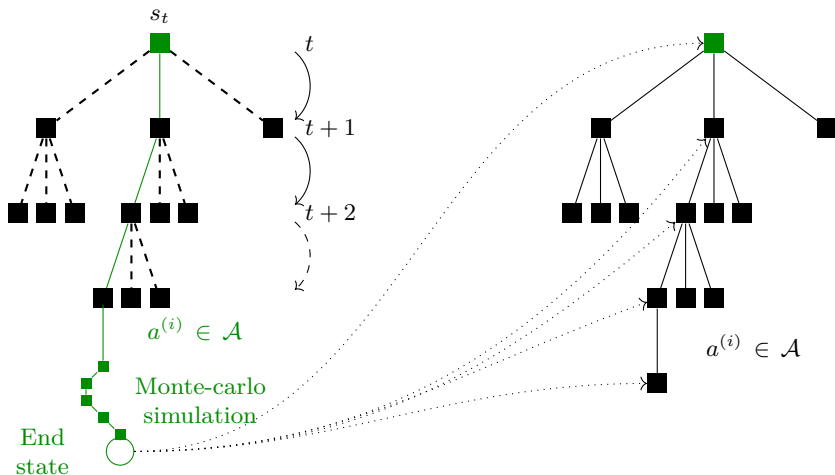 s_t
t
t + 1
t + 2
a^{(i)} ∈ 𝒜
Monte-carlo
simulation
End
state
a^{(i)} ∈ 𝒜